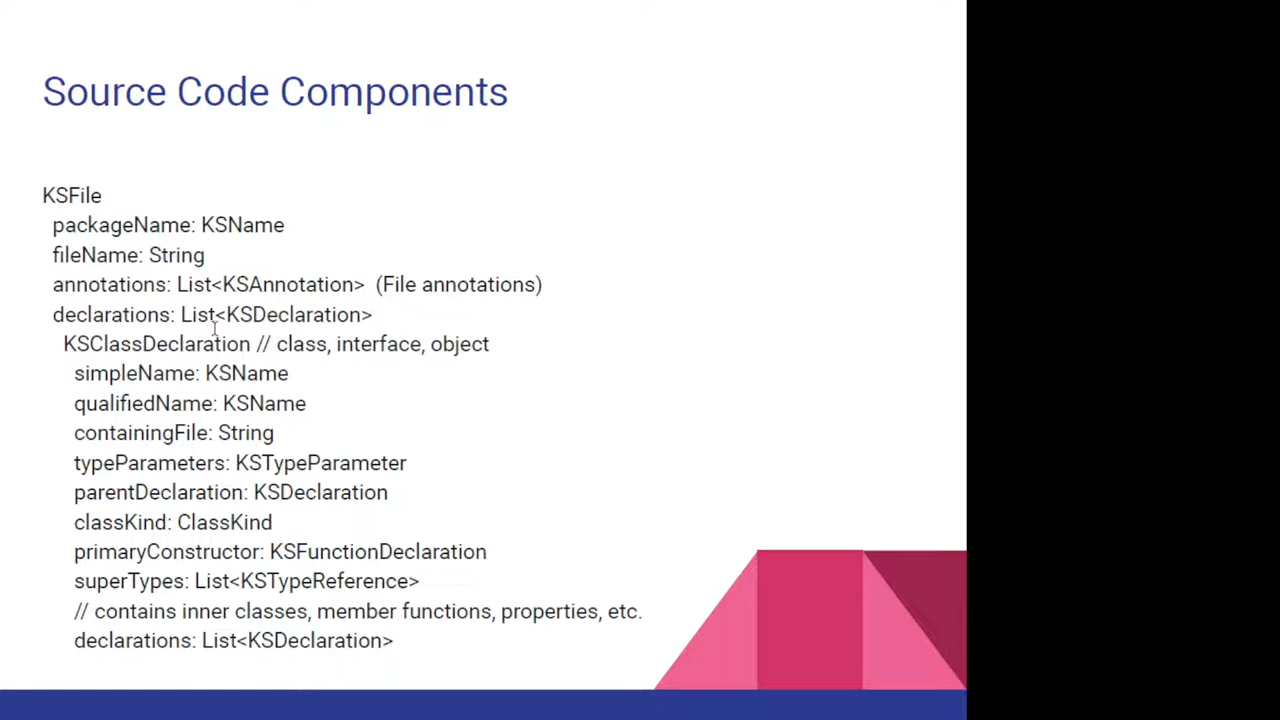 Source Code Components
KSFile
packageName: KSName
fileName: String
annotations: List<KSAnnotation>  (File annotations)
declarations: List<KSDeclaration>
KSClassDeclaration // class, interface, object
simpleName: KSName
qualifiedName: KSName
containingFile: String
typeParameters: KSTypeParameter
parentDeclaration: KSDeclaration
classKind: ClassKind
primaryConstructor: KSFunctionDeclaration
superTypes: List<KSTypeReference>
// contains inner classes, member functions, properties, etc.
declarations: List<KSDeclaration>